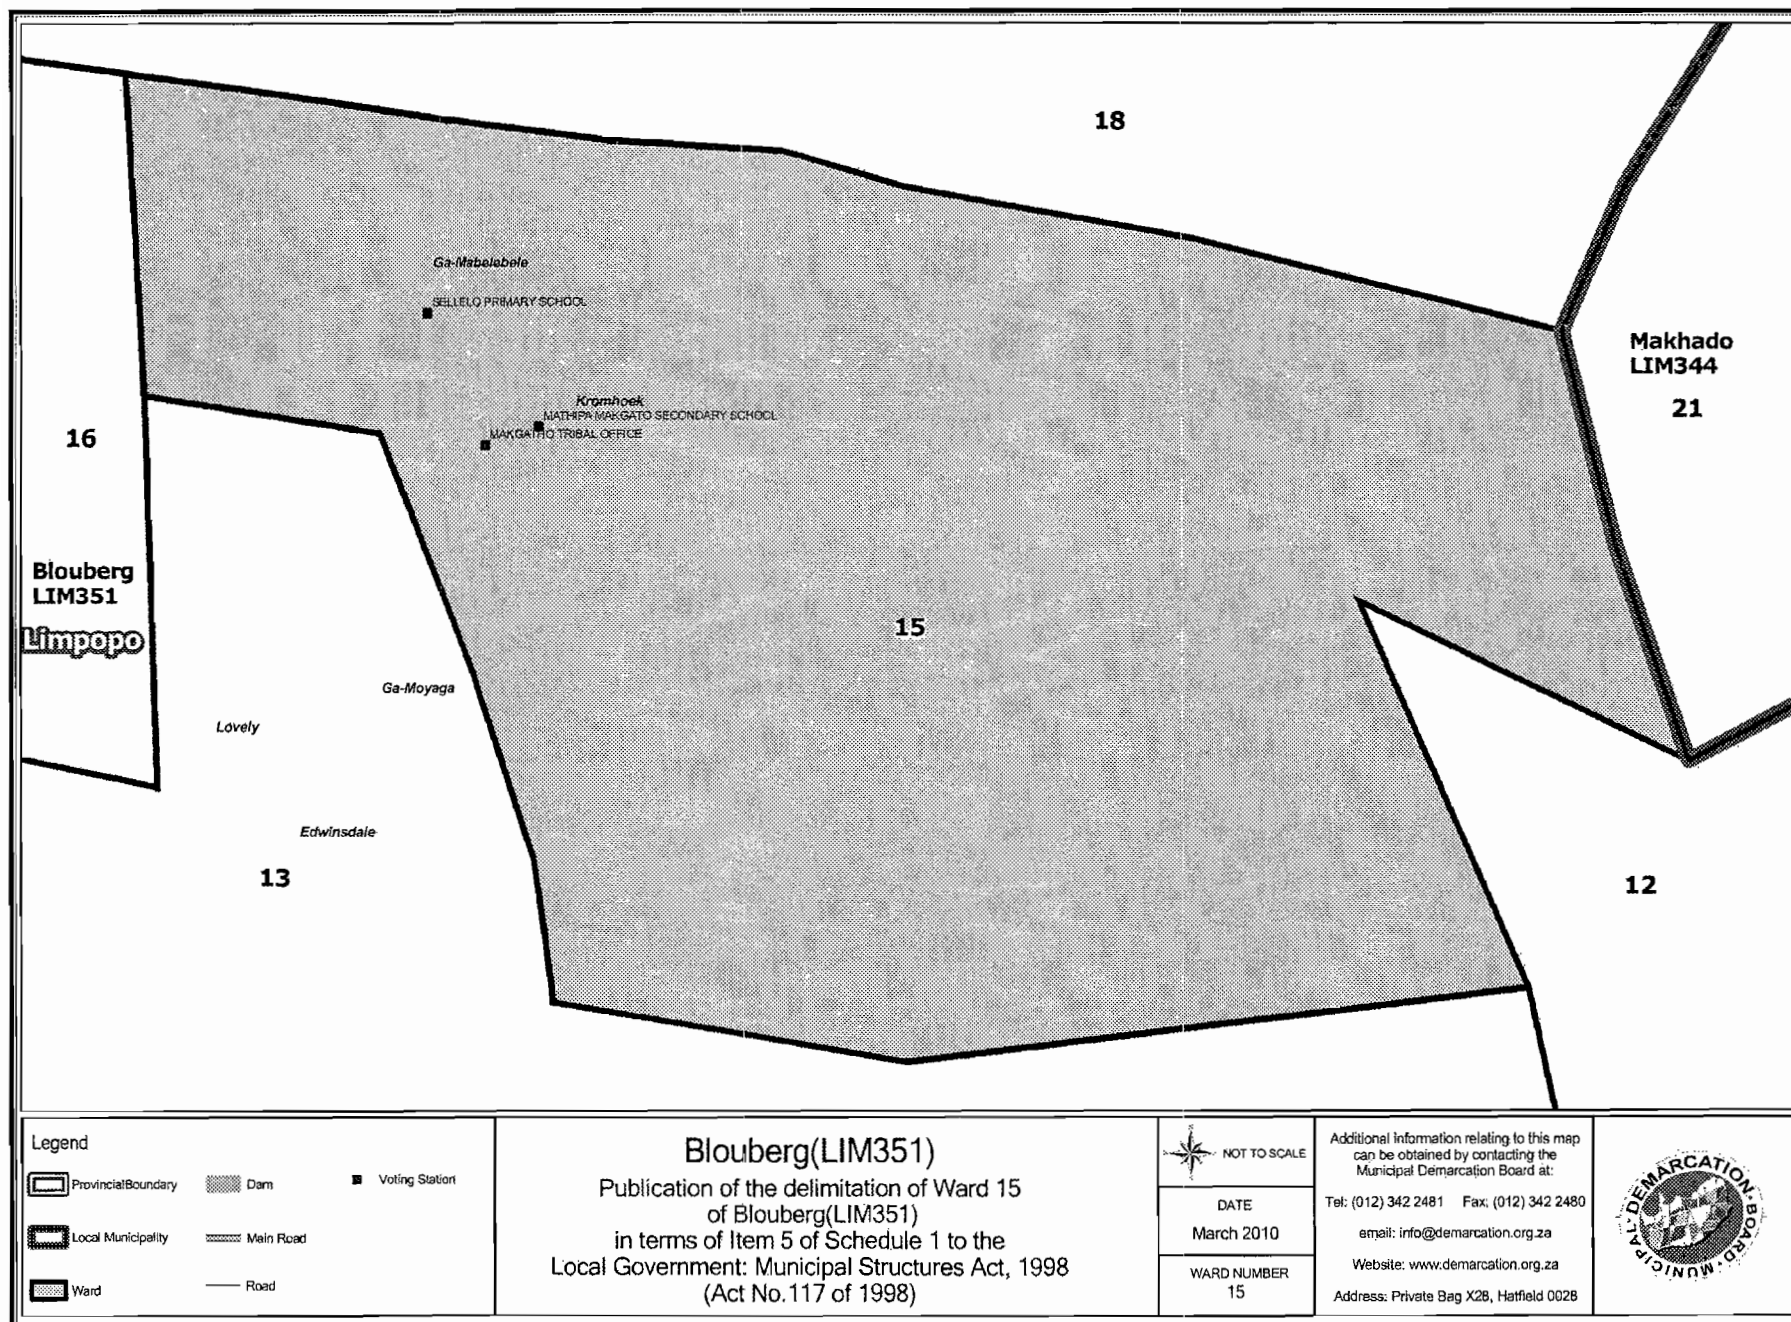 18
Ga-Mabelebele
SELLELO PRIMARY SCHOOL
Makhado
LIM344
21
Kromhoek
MATHIPA MAKGATO SECONDARY SCHOOL
MAKGATHO TRIBAL OFFICE
16
Blouberg
LIM351
Limpopo
15
Ga-Moyaga
Lovely
Edwinsdale
13
12
Legend
ProvincialBoundary
Dam
Voting Station
Local Municipality
Main Road
Ward
Road
Blouberg(LIM351)
Publication of the delimitation of Ward 15
of Blouberg(LIM351)
in terms of Item 5 of Schedule 1 to the
Local Government: Municipal Structures Act, 1998
(Act No.117 of 1998)
NOT TO SCALE
DATE
March 2010
WARD NUMBER
15
Additional information relating to this map
can be obtained by contacting the
Municipal Demarcation Board at:
Tel: (012) 342 2481 Fax: (012) 342 2480
email: info@demarcation.org.za
Website: www.demarcation.org.za
Address: Private Bag X28, Hatfield 0028
MUNICIPAL DEMARCATION BOARD